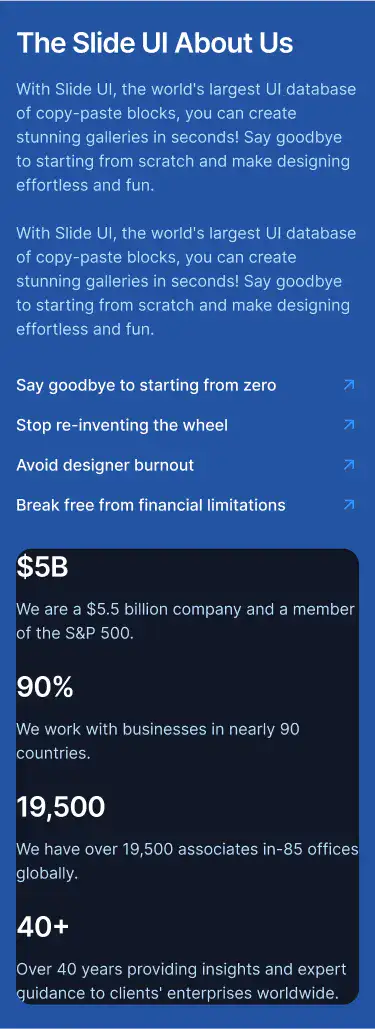 The Slide UI About Us
With Slide UI, the world's largest UI database
of copy-paste blocks, you can create
stunning galleries in seconds! Say goodbye
to starting from scratch and make designing
effortless and fun.
With Slide UI, the world's largest UI database
of copy-paste blocks, you can create
stunning galleries in seconds! Say goodbye
to starting from scratch and make designing
effortless and fun.
Say goodbye to starting from zero
Stop re-inventing the wheel
Avoid designer burnout
Break free from financial limitations
$5B
We are a $5.5 billion company and a member
of the S&P 500.
90%
We work with businesses in nearly 90
countries.
19,500
We have over 19,500 associates in-85 offices
globally.
40+
Over 40 years providing insights and expert
guidance to clients' enterprises worldwide.